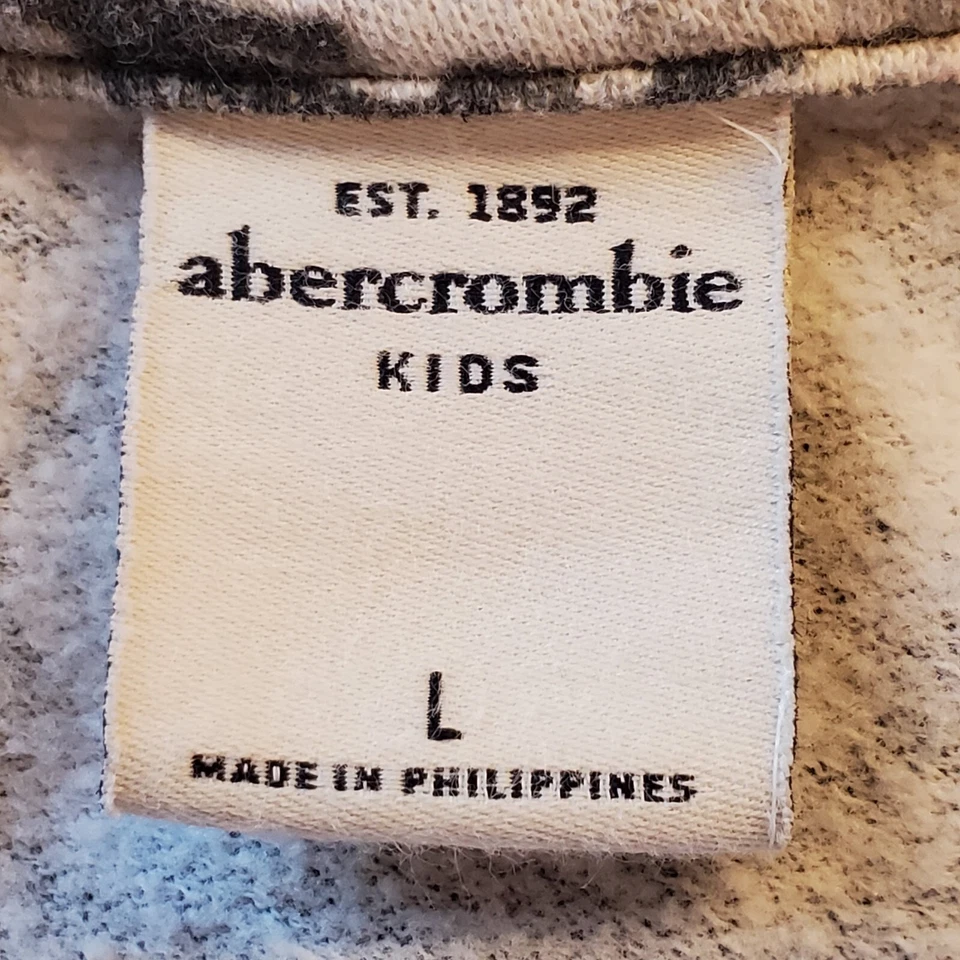 EST. 1892
abercrombie
KIDS
L
MADE IN PHILIPPINES